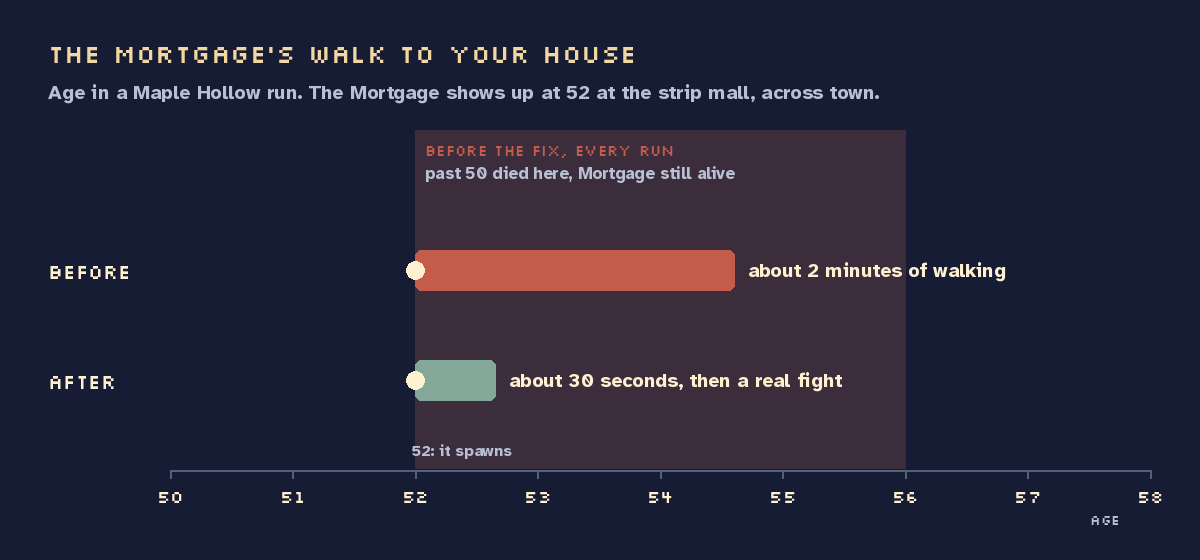 THE MORTGAGE'S WALK TO YOUR HOUSE
Age in a Maple Hollow run. The Mortgage shows up at 52 at the strip mall, across town.
BEFORE THE FIX, EVERY RUN
past 50 died here, Mortgage still alive
BEFORE
about 2 minutes of walking
AFTER
about 30 seconds, then a real fight
52: it spawns
50 51 52 53 54 55 56 57 58
AGE